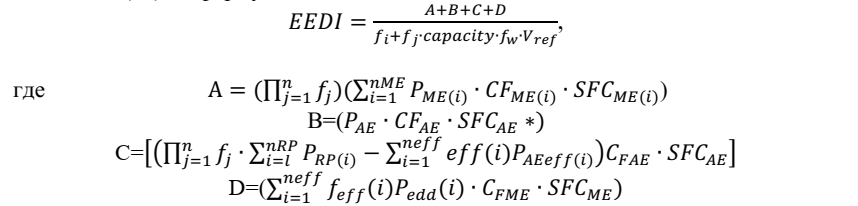 EEDI = A+B+C+D / f_i+f_j·capacity·f_w·V_ref,
где A = (∏_{j=1}^{n} f_j)(∑_{i=1}^{nME} P_{ME(i)} · CF_{ME(i)} · SFC_{ME(i)})
B=(P_{AE} · CF_{AE} · SFC_{AE} ∗)
C=[(∏_{j=1}^{n} f_j · ∑_{i=l}^{nRP} P_{RP(i)} − ∑_{i=1}^{neff} eff(i)P_{AEeff(i)})C_{FAE} · SFC_{AE}]
D=(∑_{i=1}^{neff} f_{eff}(i)P_{edd}(i) · C_{FME} · SFC_{ME})